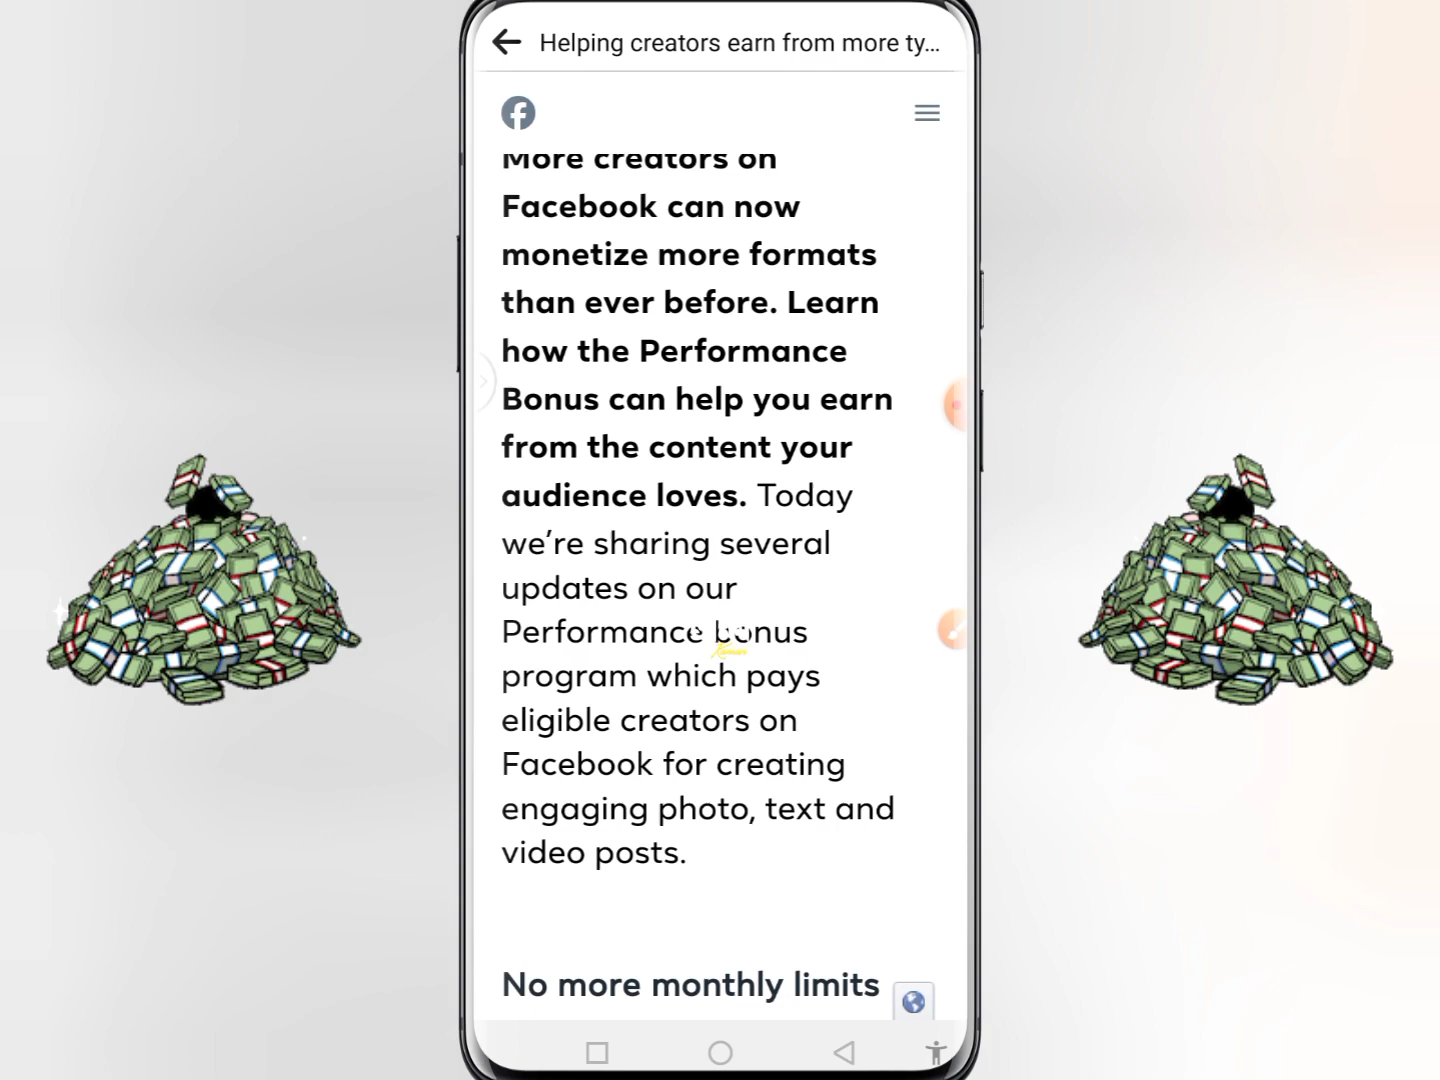 Helping creators earn from more ty...
More creators on
Facebook can now
monetize more formats
than ever before. Learn
how the Performance
Bonus can help you earn
from the content your
audience loves. Today
we're sharing several
updates on our
Performance bonus
program which pays
eligible creators on
Facebook for creating
engaging photo, text and
video posts.
No more monthly limits